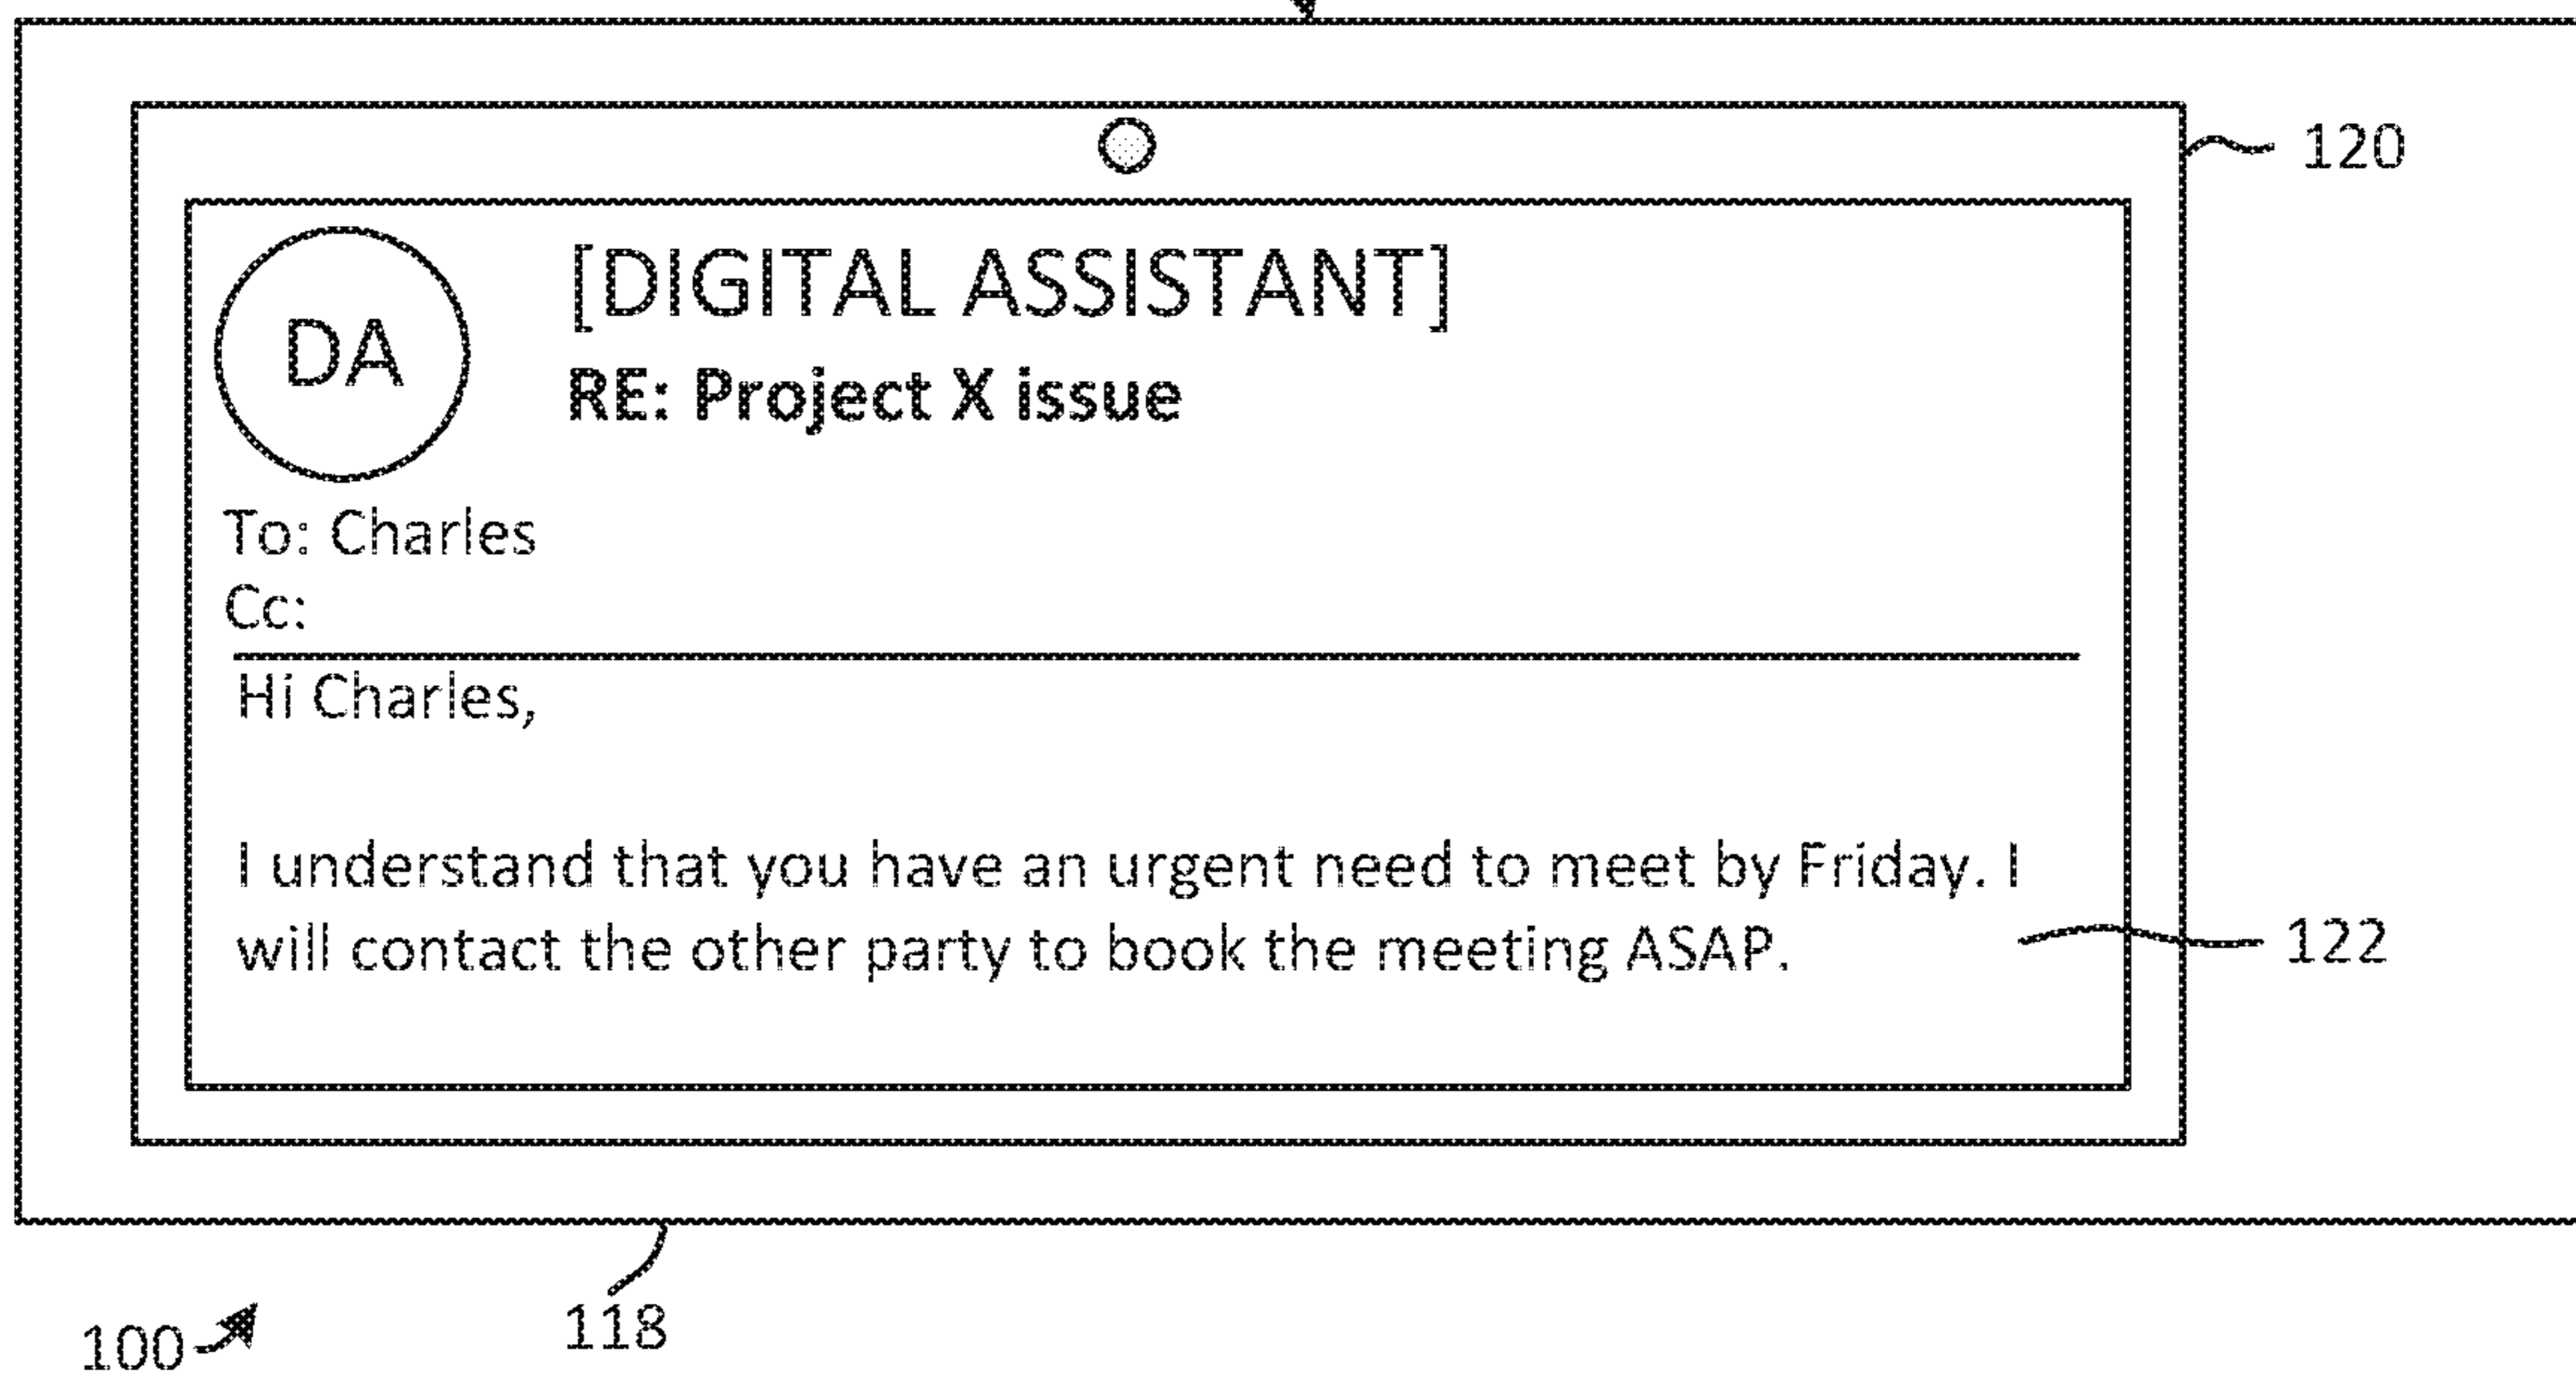 120
[DIGITAL ASSISTANT]
DA
RE: Project X issue
To: Charles
Cc:
Hi Charles,
I understand that you have an urgent need to meet by Friday. I
will contact the other party to book the meeting ASAP.
122
118
100